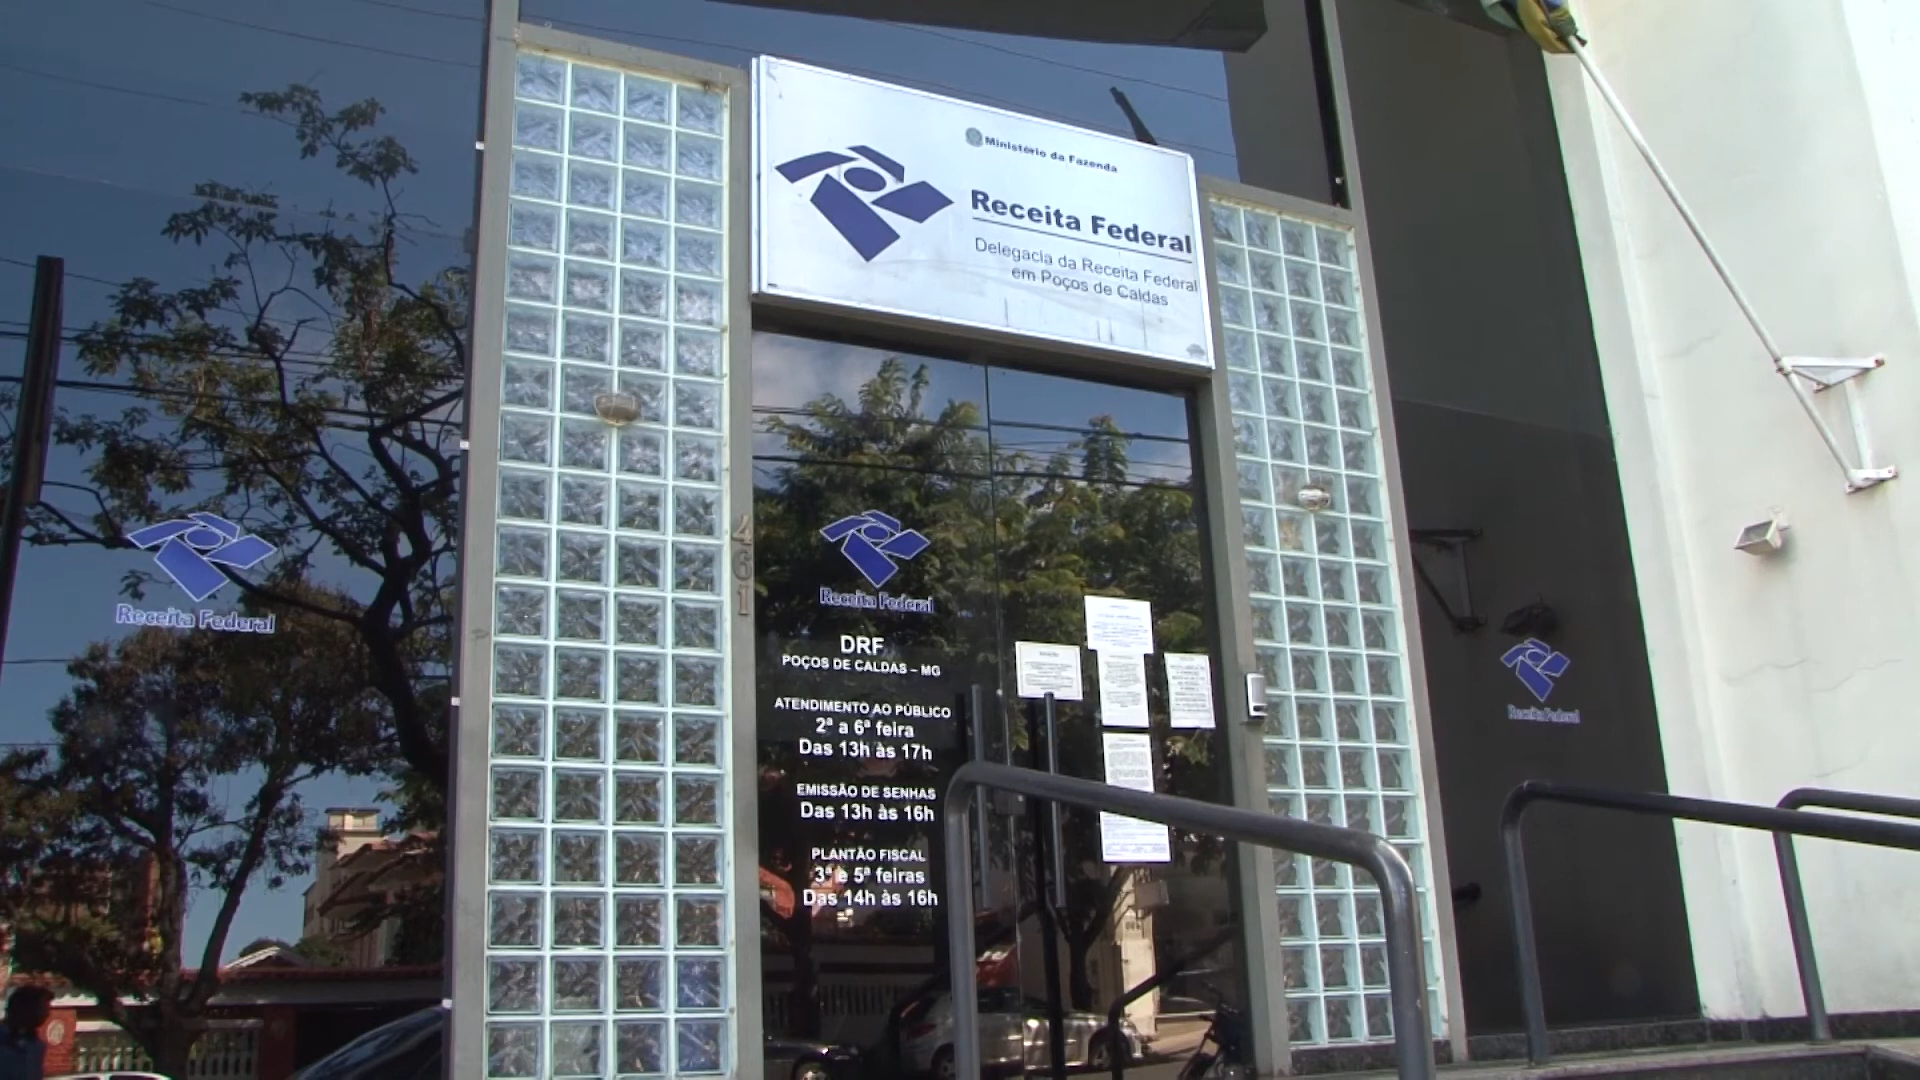 Ministério da Fazenda
Receita Federal
Delegacia da Receita Federal
em Poços de Caldas
461
Receita Federal
Receita Federal
DRF
POÇOS DE CALDAS – MG
ATENDIMENTO AO PÚBLICO
2ª a 6ª feira
Das 13h às 17h
EMISSÃO DE SENHAS
Das 13h às 16h
PLANTÃO FISCAL
3ª e 5ª feiras
Das 14h às 16h
Receita Federal